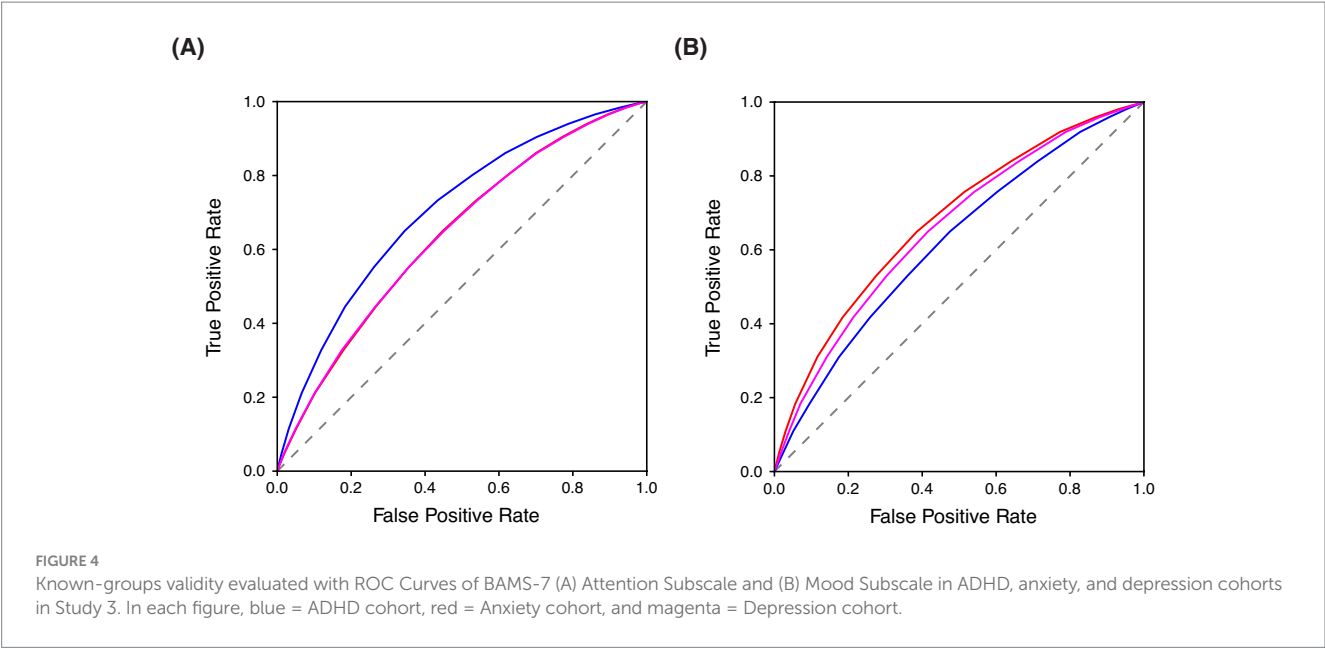 (A)
(B)
1.0
0.8
0.6
0.4
0.2
0.0
True Positive Rate
0.0 0.2 0.4 0.6 0.8 1.0
False Positive Rate
1.0
0.8
0.6
0.4
0.2
0.0
True Positive Rate
0.0 0.2 0.4 0.6 0.8 1.0
False Positive Rate
FIGURE 4
Known-groups validity evaluated with ROC Curves of BAMS-7 (A) Attention Subscale and (B) Mood Subscale in ADHD, anxiety, and depression cohorts
in Study 3. In each figure, blue = ADHD cohort, red = Anxiety cohort, and magenta = Depression cohort.